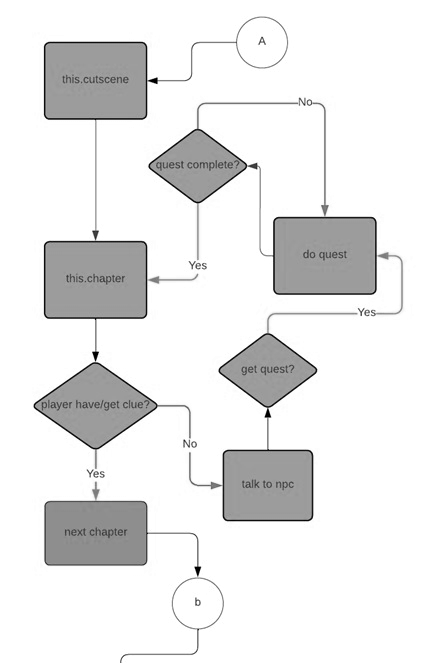 A
this.cutscene
No
quest complete?
do quest
Yes
this.chapter
Yes
get quest?
player have/get clue?
No
talk to npc
Yes
next chapter
b